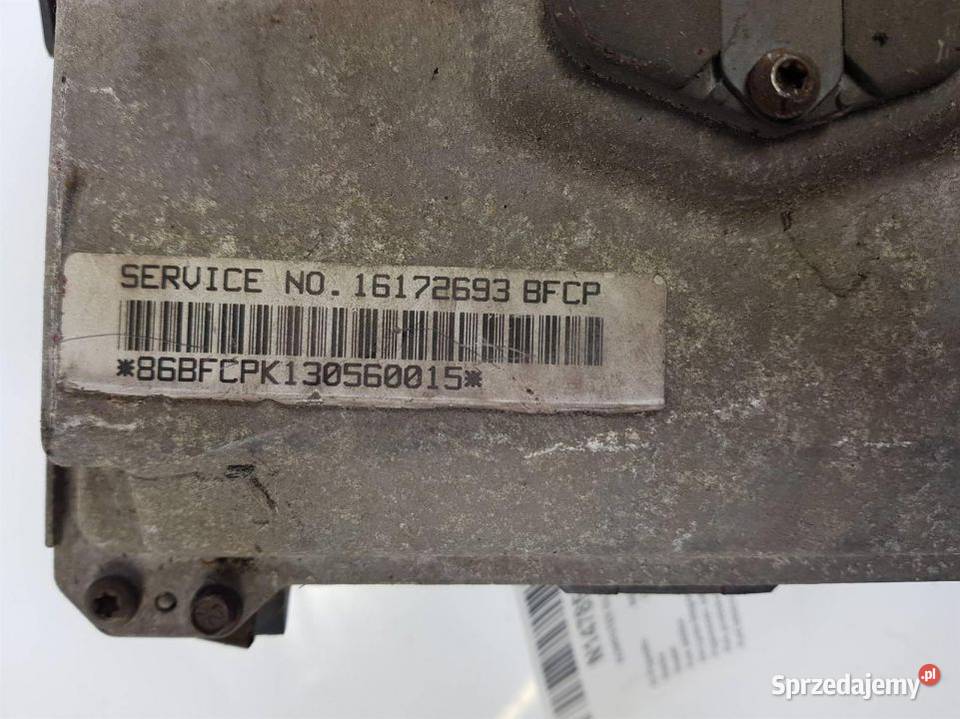 SERVICE NO. 16172693 BFCP
*86BFCPK130560015*
Sprzedajemy.pl